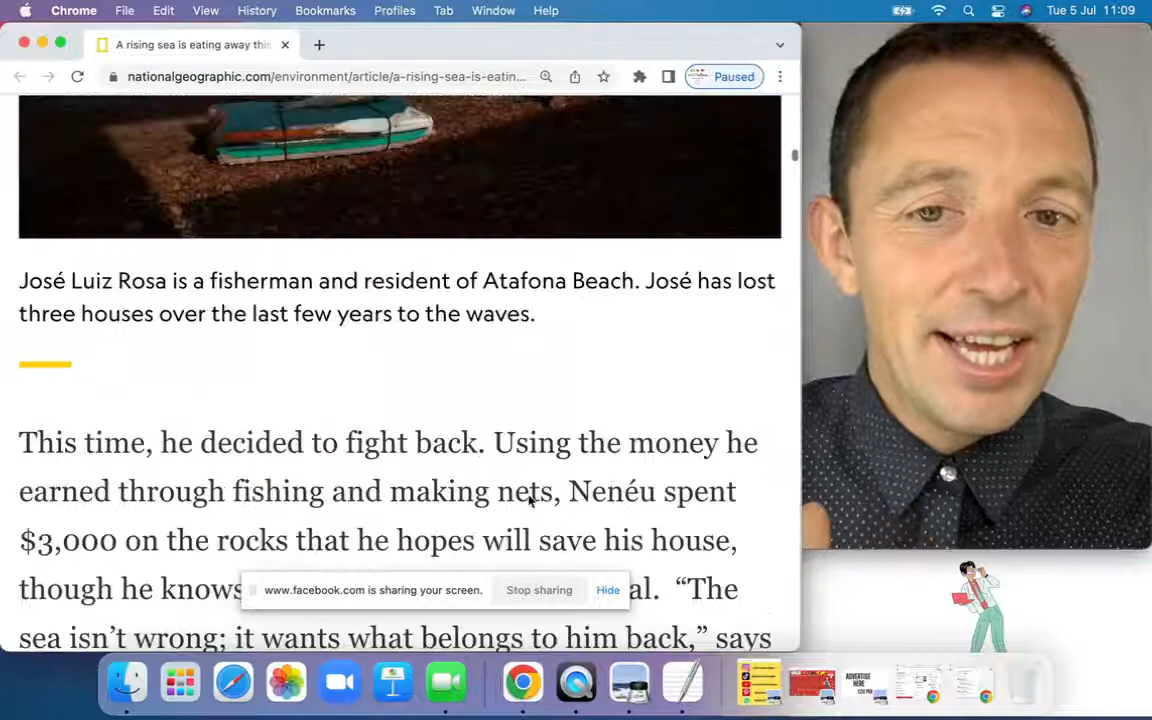 Chrome File Edit View History Bookmarks Profiles Tab Window Help Tue 5 Jul 11:09
A rising sea is eating away this
nationalgeographic.com/environment/article/a-rising-sea-is-eatin... Paused
José Luiz Rosa is a fisherman and resident of Atafona Beach. José has lost
three houses over the last few years to the waves.
This time, he decided to fight back. Using the money he
earned through fishing and making nets, Nenéu spent
$3,000 on the rocks that he hopes will save his house,
though he knows al. “The
www.facebook.com is sharing your screen. Stop sharing Hide
sea isn’t wrong; it wants what belongs to him back,” says
ADVERTISE
HERE